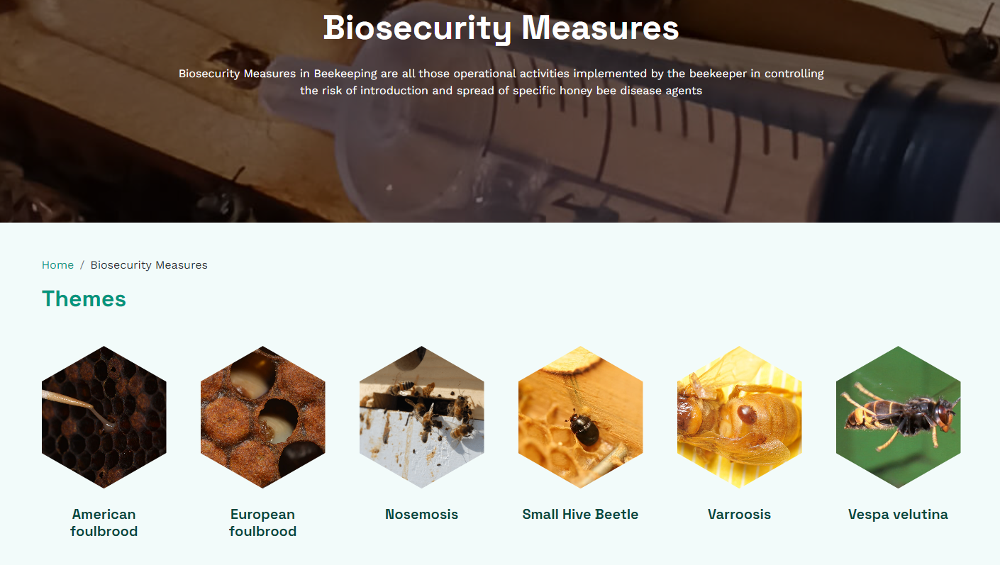 Biosecurity Measures
Biosecurity Measures in Beekeeping are all those operational activities implemented by the beekeeper in controlling
the risk of introduction and spread of specific honey bee disease agents
Home / Biosecurity Measures
Themes
American
foulbrood
European
foulbrood
Nosemosis
Small Hive Beetle
Varroosis
Vespa velutina